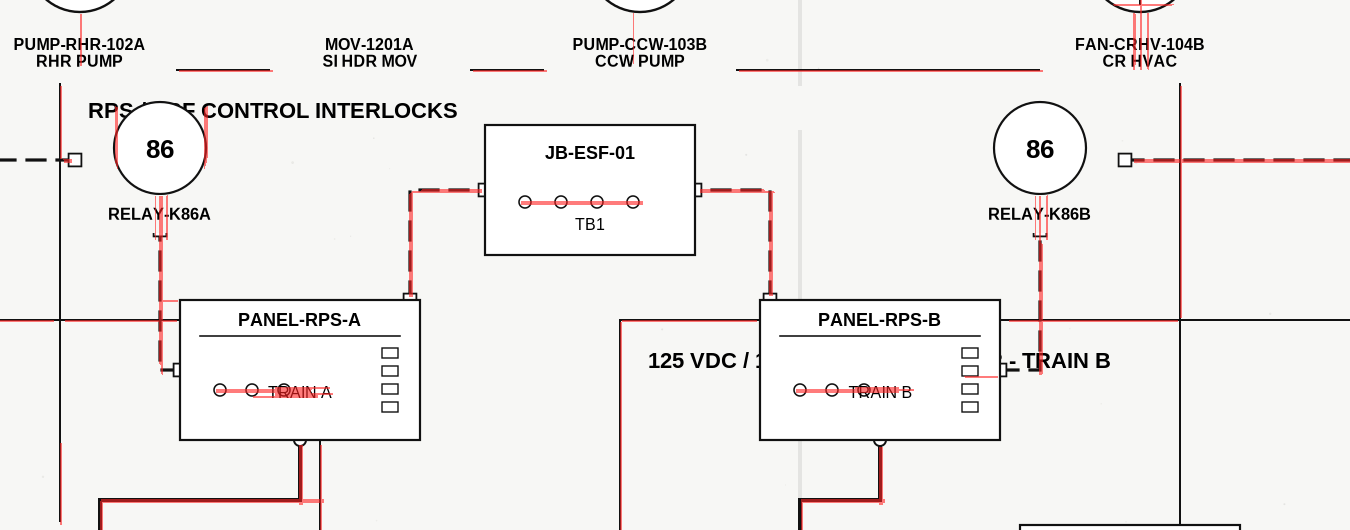 PUMP-RHR-102A
RHR PUMP
MOV-1201A
SI HDR MOV
PUMP-CCW-103B
CCW PUMP
FAN-CRHV-104B
CR HVAC
CONTROL INTERLOCKS
86
RELAY-K86A
JB-ESF-01
TB1
86
RELAY-K86B
PANEL-RPS-A
TRAIN A
PANEL-RPS-B
TRAIN B
125 VDC /
- TRAIN B